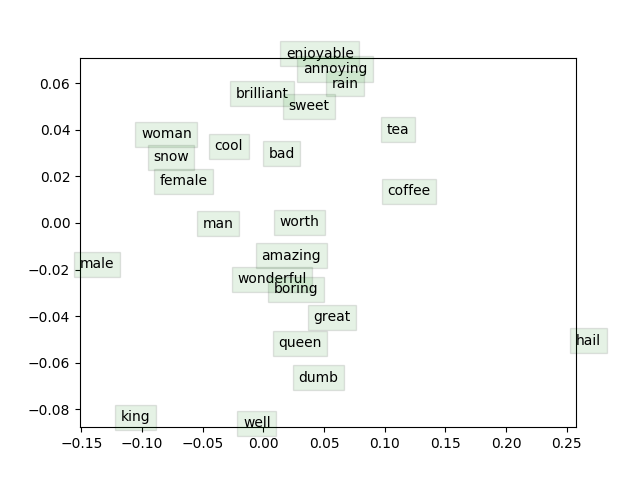 enjoyable
annoying
0.06
rain
brilliant
sweet
0.04
woman
tea
cool
snow
bad
0.02
female
coffee
0.00
man
worth
amazing
male
−0.02
wonderful
boring
−0.04
great
queen
hail
−0.06
dumb
−0.08
king
well
−0.15 −0.10 −0.05 0.00 0.05 0.10 0.15 0.20 0.25